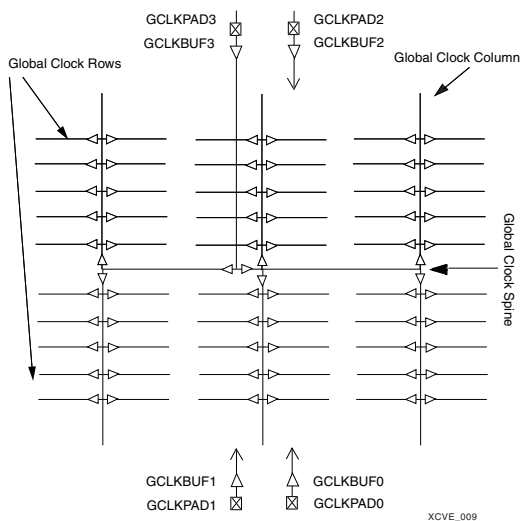 GCLKPAD3
GCLKPAD2
GCLKBUF3
GCLKBUF2
Global Clock Rows
Global Clock Column
Global Clock Spine
GCLKBUF1
GCLKBUF0
GCLKPAD1
GCLKPAD0
XCVE_009